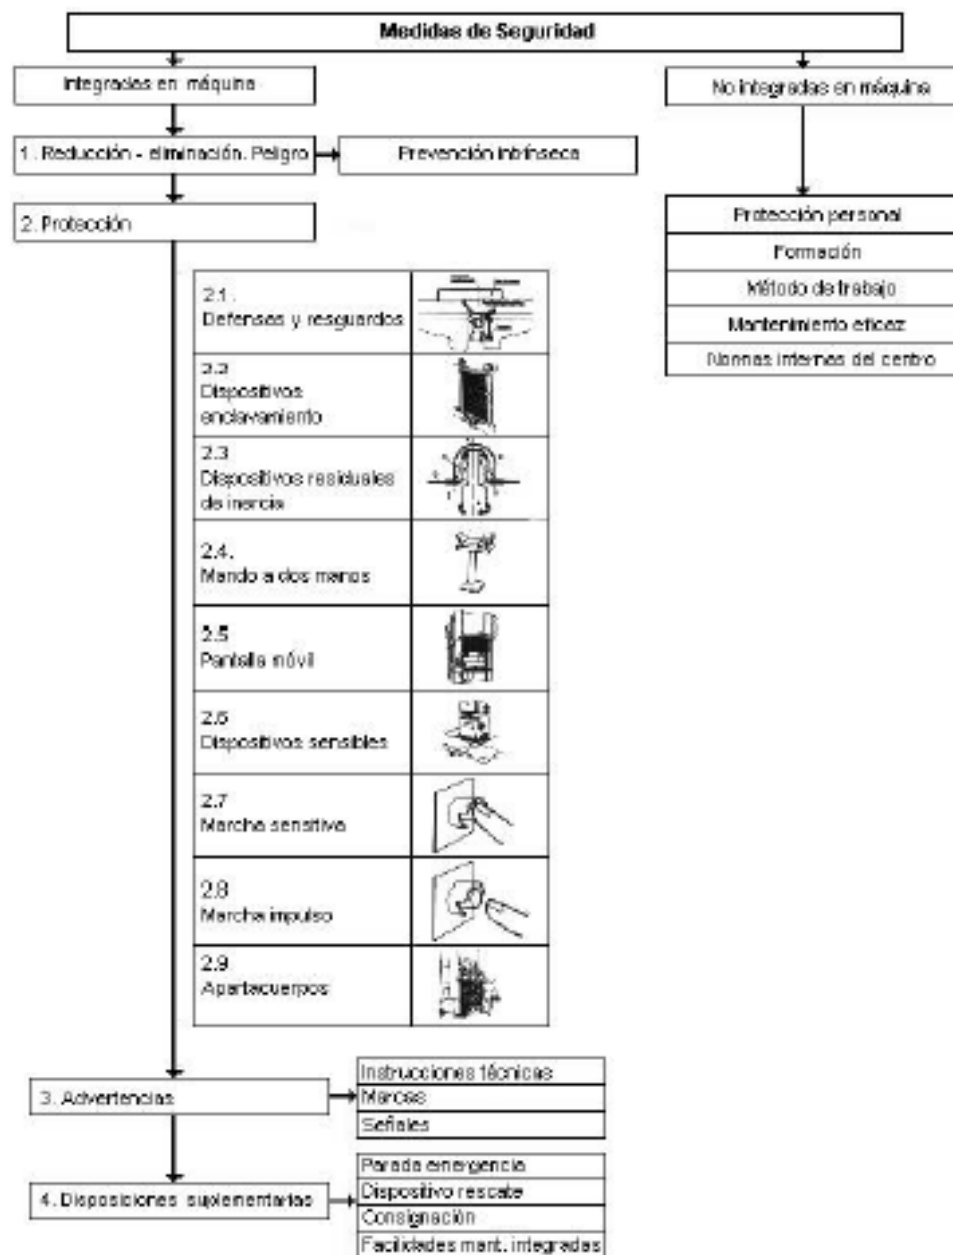 Medidas de Seguridad
Integradas en máquina
No integradas en máquina
1. Reducción - eliminación. Peligro
Prevención intrínseca
2. Protección
Protección personal
Formación
Método de trabajo
Mantenimiento eficaz
Normas internas del centro
2.1.
Defensas y resguardos
2.2
Dispositivos
enclavamiento
2.3
Dispositivos residuales
de inercia
2.4.
Mando a dos manos
2.5
Pantalla móvil
2.6
Dispositivos sensibles
2.7
Marcha sensitiva
2.8
Marcha impulso
2.9
Apartacuerpos
3. Advertencias
Instrucciones técnicas
Marcas
Señales
4. Disposiciones suplementarias
Parada emergencia
Dispositivo rescate
Consignación
Facilidades mant. integradas